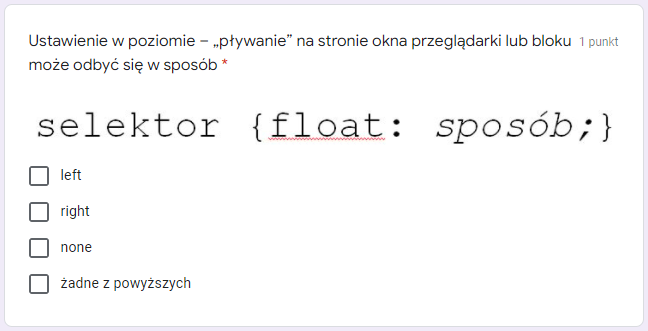 Ustawienie w poziomie – „pływanie” na stronie okna przeglądarki lub bloku 1 punkt
może odbyć się w sposób *
selektor {float: sposób;}
left
right
none
żadne z powyższych